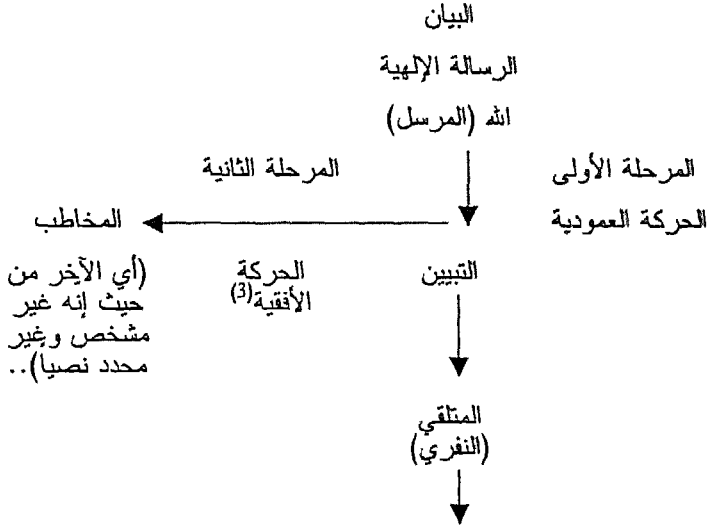 البيان
الرسالة الإلهية
الله (المرسل)
المرحلة الأولى
المرحلة الثانية
الحركة العمودية
المخاطب
التبيين
الحركة
الأفقية(3)
(أي الآخر من
حيث إنه غير
مشخص وغير
محدد نصياً)..
المتلقي
(النفري)